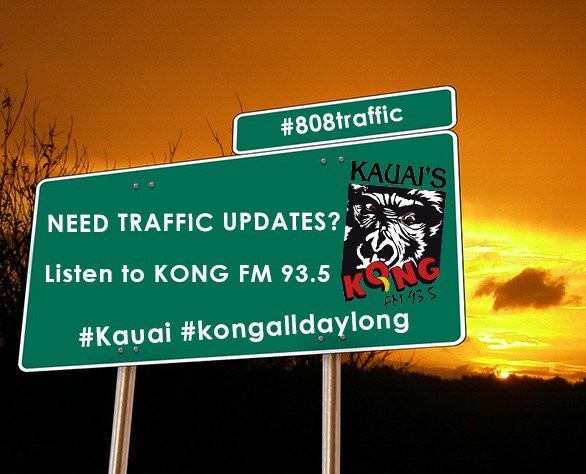 #808traffic
NEED TRAFFIC UPDATES?
Listen to KONG FM 93.5
#Kauai #kongalldaylong
KAUAI'S
KONG
FM 93.5